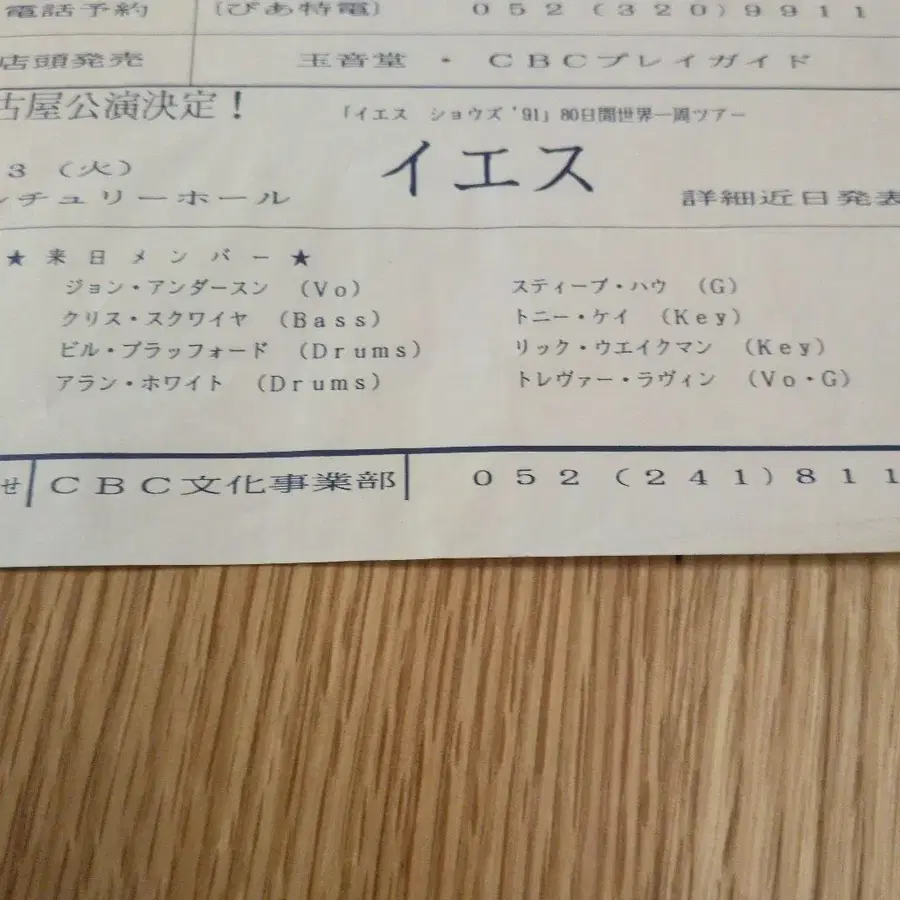 電話予約 (ぴあ特電) 052(320)9911
店頭発売 玉音堂・CBCプレイガイド
古屋公演決定! 「イエス ショウズ'91」80日間世界一周ツアー
3(火) イエス
ンチュリーホール 詳細近日発表
★来日メンバー★
ジョン・アンダースン (Vo) スティーブ・ハウ (G)
クリス・スクワイヤ (Bass) トニー・ケイ (Key)
ビル・ブラッフォード (Drums) リック・ウエイクマン (Key)
アラン・ホワイト (Drums) トレヴァー・ラヴィン (Vo・G)
せ CBC文化事業部 052(241)811